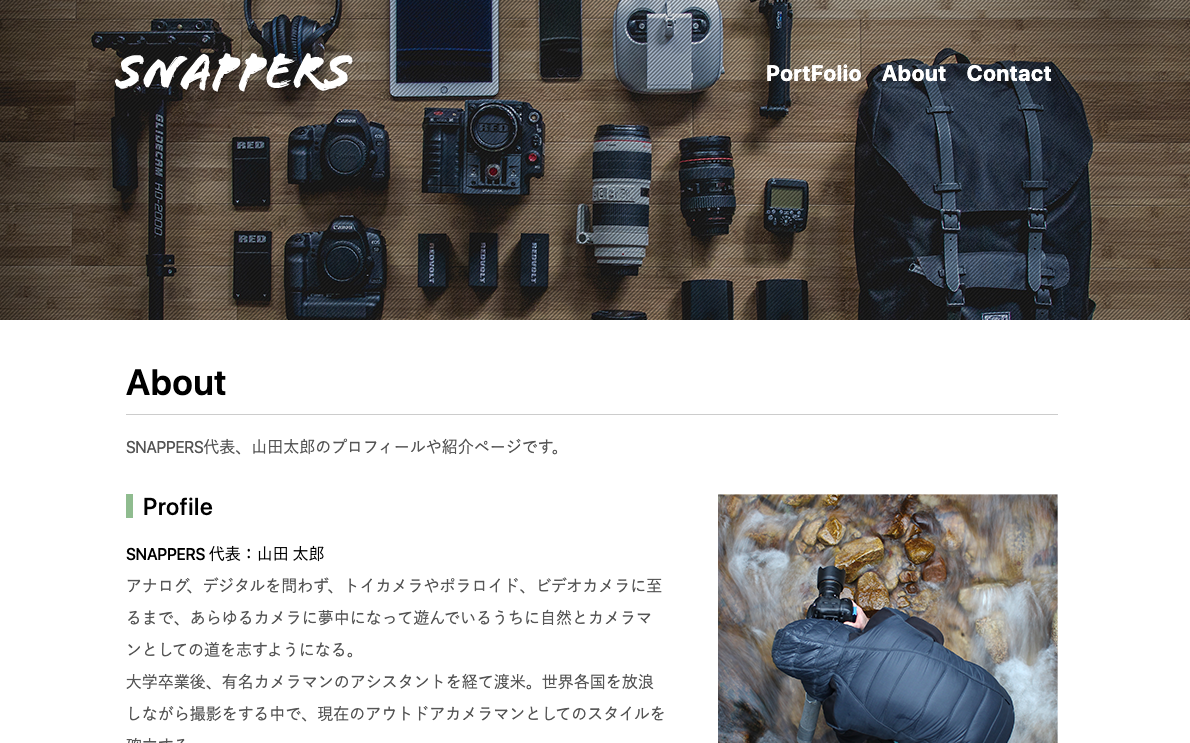 SNAPPERS
PortFolio About Contact
GLIDECAM HD-2000
RED
Canon
RED
RED
Canon
REDVOLT
REDVOLT
REDVOLT
About
SNAPPERS代表、山田太郎のプロフィールや紹介ページです。
Profile
SNAPPERS 代表：山田 太郎
アナログ、デジタルを問わず、トイカメラやポラロイド、ビデオカメラに至
るまで、あらゆるカメラに夢中になって遊んでいるうちに自然とカメラマ
ンとしての道を志すようになる。
大学卒業後、有名カメラマンのアシスタントを経て渡米。世界各国を放浪
しながら撮影をする中で、現在のアウトドアカメラマンとしてのスタイルを